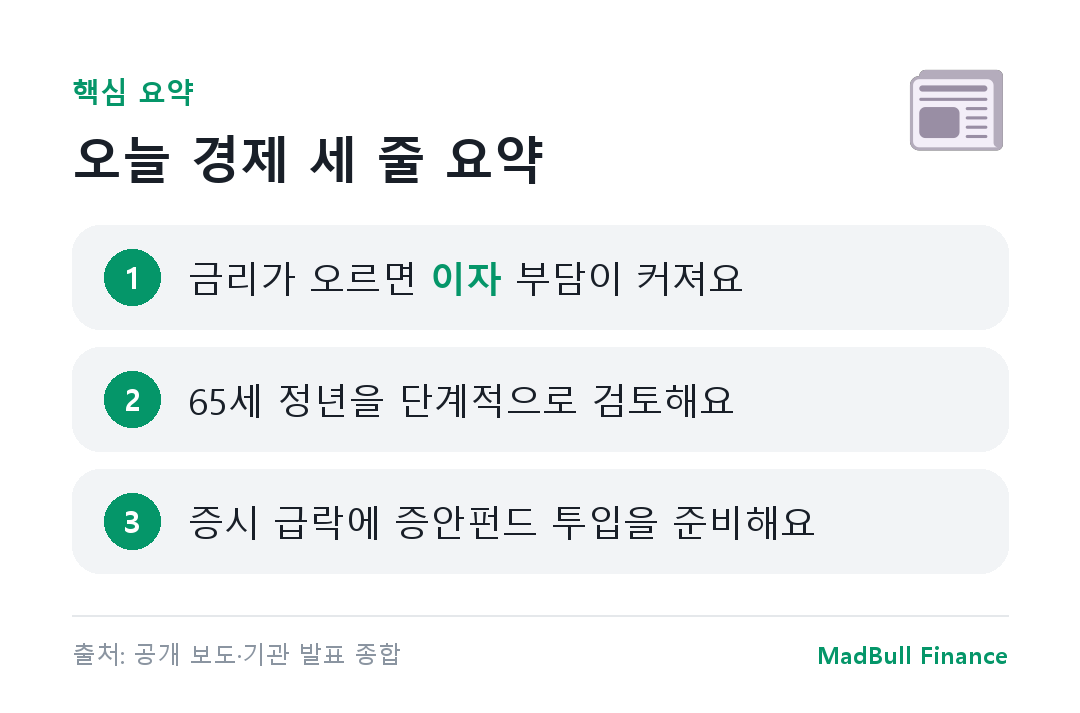 핵심 요약
오늘 경제 세 줄 요약
1 금리가 오르면 이자 부담이 커져요
2 65세 정년을 단계적으로 검토해요
3 증시 급락에 증안펀드 투입을 준비해요
출처: 공개 보도·기관 발표 종합
MadBull Finance